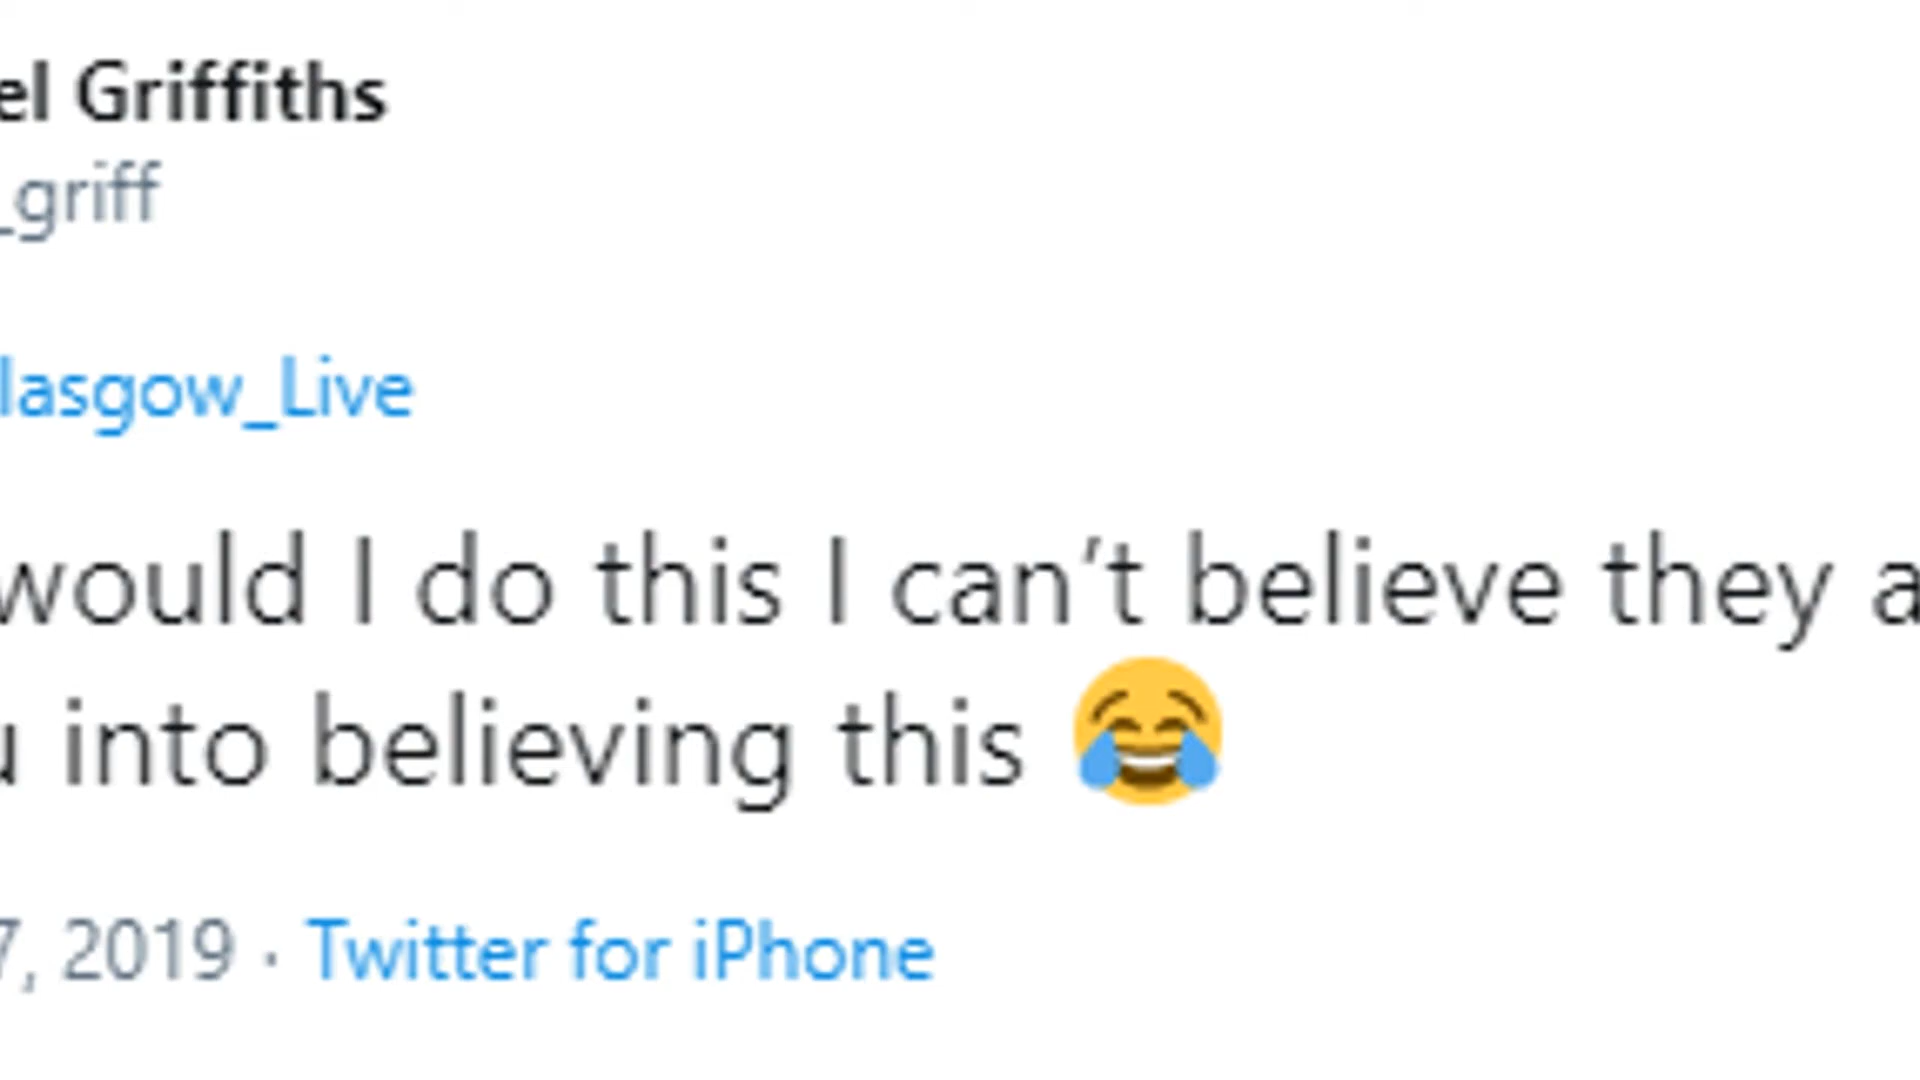 el Griffiths
_griff
lasgow_Live
would I do this I can’t believe they a
u into believing this 😂
7, 2019 · Twitter for iPhone